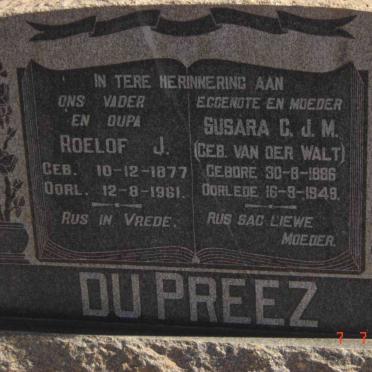 IN TERE HERINNERING AAN
ONS VADER
EN OUPA
ROELOF J.
GEB. 10-12-1877
OORL. 12-8-1961.
RUS IN VREDE.
EGGENOTE EN MOEDER
SUSARA C. J. M.
(GEB. VAN DER WALT)
GEBORE 30-8-1886
OORLEDE 16-9-1949.
RUS SAG LIEWE
MOEDER.
DU PREEZ
7 7